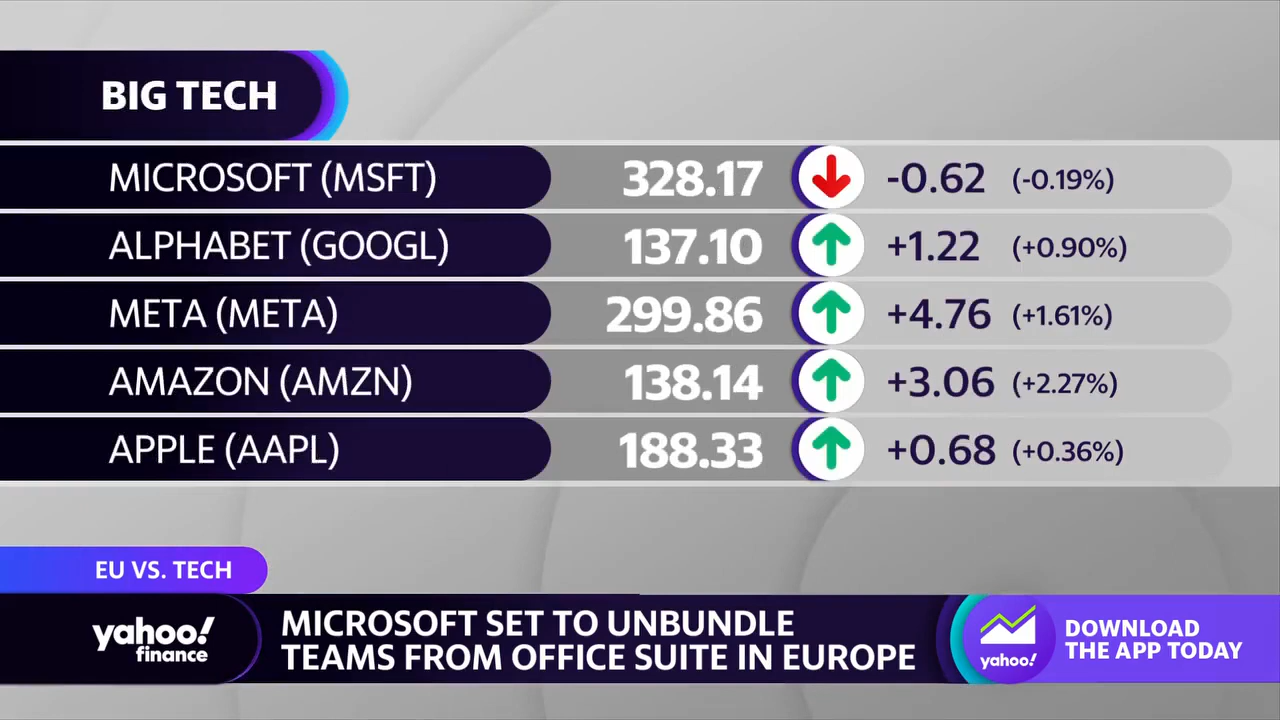 BIG TECH
MICROSOFT (MSFT) 328.17 -0.62 (-0.19%)
ALPHABET (GOOGL) 137.10 +1.22 (+0.90%)
META (META) 299.86 +4.76 (+1.61%)
AMAZON (AMZN) 138.14 +3.06 (+2.27%)
APPLE (AAPL) 188.33 +0.68 (+0.36%)
EU VS. TECH
yahoo!
finance
MICROSOFT SET TO UNBUNDLE
TEAMS FROM OFFICE SUITE IN EUROPE
yahoo!
DOWNLOAD
THE APP TODAY